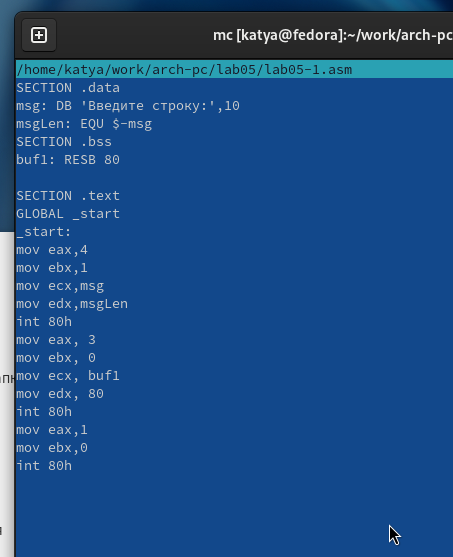 mc [katya@fedora]:~/work/arch-pc
/home/katya/work/arch-pc/lab05/lab05-1.asm
SECTION .data
msg: DB 'Введите строку:',10
msgLen: EQU $-msg
SECTION .bss
buf1: RESB 80
SECTION .text
GLOBAL _start
_start:
mov eax,4
mov ebx,1
mov ecx,msg
mov edx,msgLen
int 80h
mov eax, 3
mov ebx, 0
mov ecx, buf1
mov edx, 80
int 80h
mov eax,1
mov ebx,0
int 80h